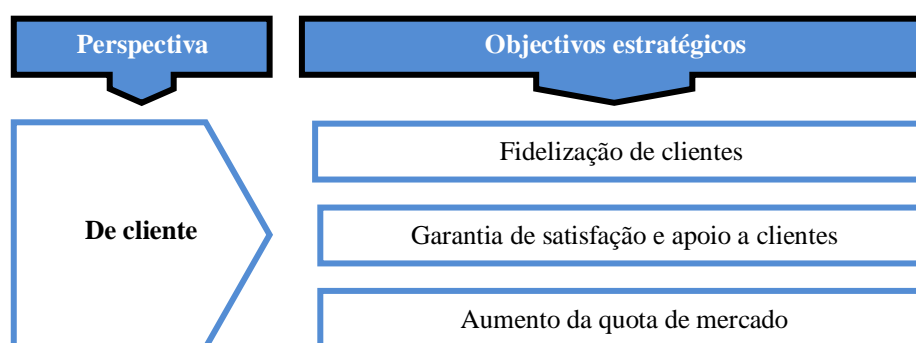 Perspectiva
Objectivos estratégicos
De cliente
Fidelização de clientes
Garantia de satisfação e apoio a clientes
Aumento da quota de mercado